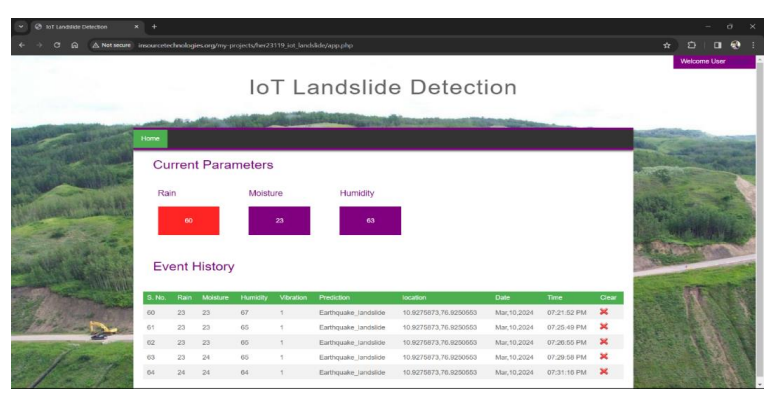 IoT Landslide Detection
Not secure insourcetechnologies.org/my-projects/her23119_iot_landslide/app.php
Welcome User
IoT Landslide Detection
Home
Current Parameters
Rain Moisture Humidity
60 23 63
Event History
S. No. Rain Moisture Humidity Vibration Prediction location Date Time Clear
60 23 23 67 1 Earthquake_landslide 10.9275873,76.9250553 Mar,10,2024 07:21:52 PM
61 23 23 65 1 Earthquake_landslide 10.9275873,76.9250553 Mar,10,2024 07:25:49 PM
62 23 23 66 1 Earthquake_landslide 10.9275873,76.9250553 Mar,10,2024 07:26:55 PM
63 23 24 65 1 Earthquake_landslide 10.9275873,76.9250553 Mar,10,2024 07:29:58 PM
64 24 24 64 1 Earthquake_landslide 10.9275873,76.9250553 Mar,10,2024 07:31:16 PM